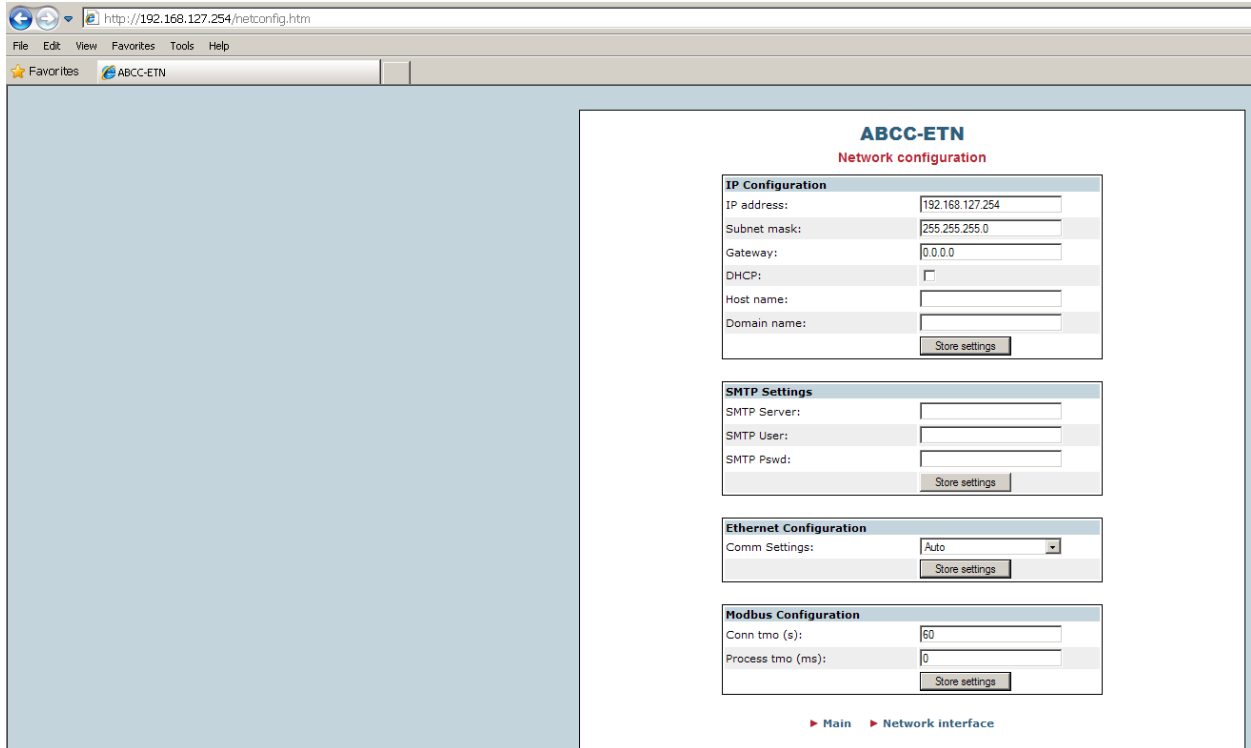 http://192.168.127.254/netconfig.htm
File Edit View Favorites Tools Help
Favorites ABCC-ETN
ABCC-ETN
Network configuration
IP Configuration
IP address: 192.168.127.254
Subnet mask: 255.255.255.0
Gateway: 0.0.0.0
DHCP:
Host name:
Domain name:
Store settings
SMTP Settings
SMTP Server:
SMTP User:
SMTP Pswd:
Store settings
Ethernet Configuration
Comm Settings: Auto
Store settings
Modbus Configuration
Conn tmo (s): 60
Process tmo (ms): 0
Store settings
Main Network interface